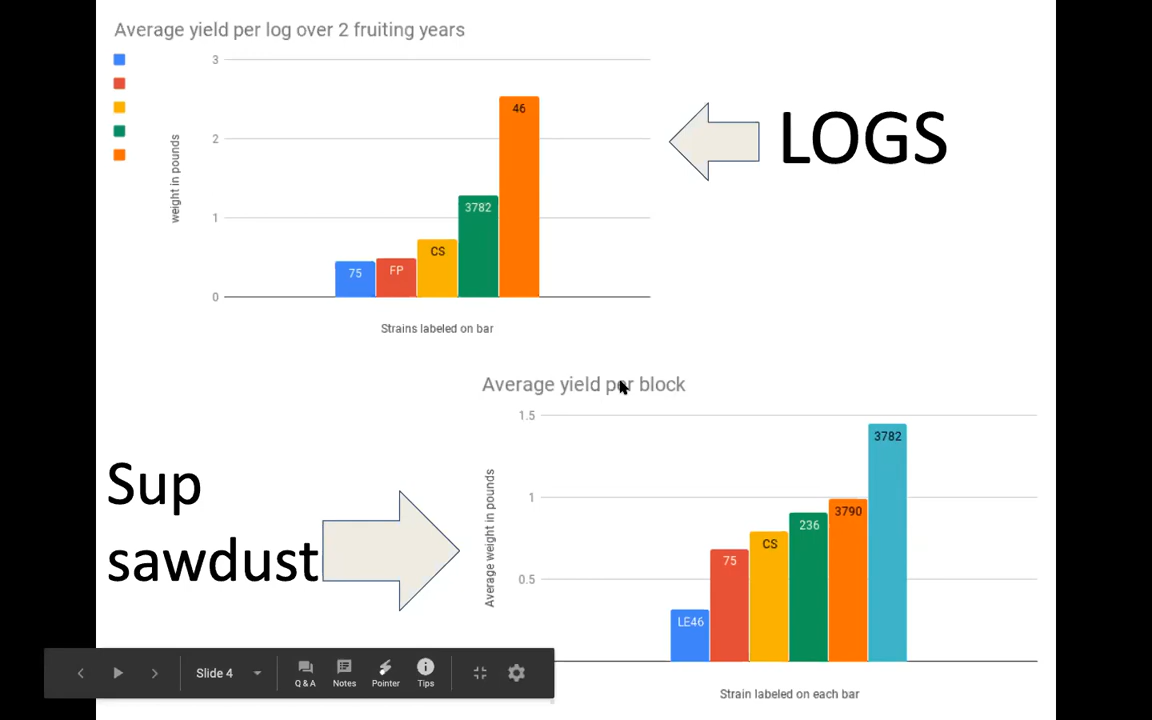 Average yield per log over 2 fruiting years
3
2
1
0
weight in pounds
75
FP
CS
3782
46
Strains labeled on bar
LOGS
Average yield per block
1.5
1
0.5
Average weight in pounds
LE46
75
CS
236
3790
3782
Strain labeled on each bar
Sup
sawdust
Slide 4
Q & A
Notes
Pointer
Tips